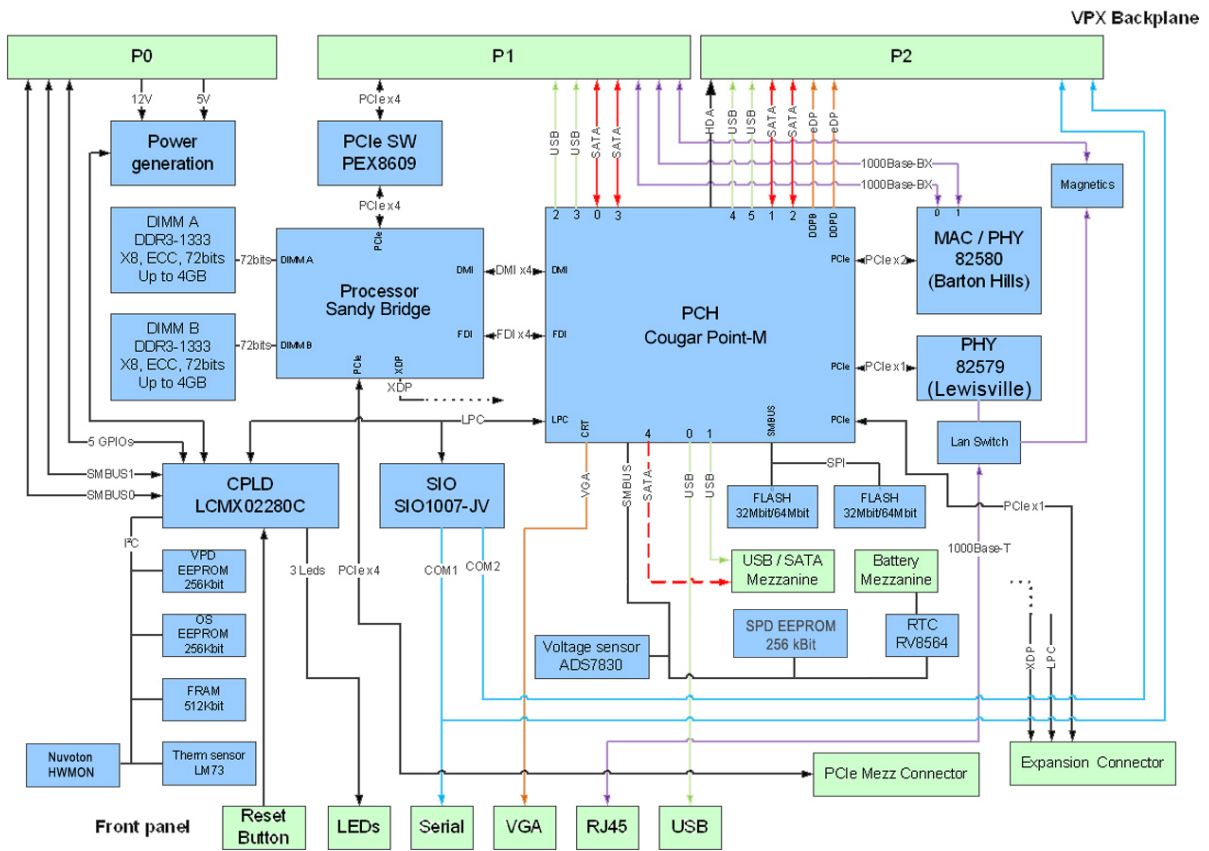 VPX Backplane
P0
P1
P2
12V
5V
PCIe x4
USB
USB
SATA
SATA
HDA
USB
USB
SATA
SATA
eDP
eDP
Power
generation
PCIe SW
PEX8609
1000Base-BX
1000Base-BX
Magnetics
PCIe x4
2
3
0
3
4
5
1
2
DDPB
DDPD
0
1
DIMM A
DDR3-1333
X8, ECC, 72bits
Up to 4GB
72bits
DIMM A
PCIe
DMI
DMI x4
DMI
PCIe
PCIe x2
MAC / PHY
82580
(Barton Hills)
Processor
Sandy Bridge
PCH
Cougar Point-M
DIMM B
DDR3-1333
X8, ECC, 72bits
Up to 4GB
72bits
DIMM B
FDI
FDI x4
FDI
PCIe
XDP
XDP
PCIe
PCIe x1
PHY
82579
(Lewisville)
LPC
LPC
CRT
4
0
1
SMBUS
PCIe
Lan Switch
5 GPIOs
SMBUS1
SMBUS0
CPLD
LCMX02280C
SIO
SIO1007-JV
VGA
SMBUS
SATA
USB
USB
SPI
FLASH
32Mbit/64Mbit
FLASH
32Mbit/64Mbit
PCIe x1
I²C
VPD
EEPROM
256Kbit
3 Leds
PCIe x4
COM1
COM2
USB / SATA
Mezzanine
Battery
Mezzanine
1000Base-T
OS
EEPROM
256Kbit
Voltage sensor
ADS7830
SPD EEPROM
256 kBit
RTC
RV8564
XDP
LPC
FRAM
512Kbit
Nuvoton
HWMON
Therm sensor
LM73
PCIe Mezz Connector
Expansion Connector
Front panel
Reset
Button
LEDs
Serial
VGA
RJ45
USB